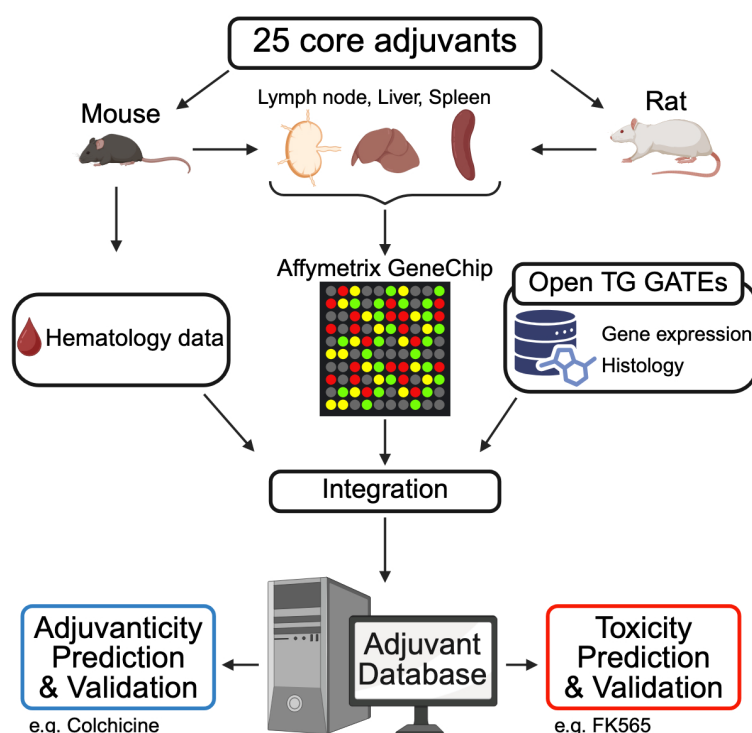 25 core adjuvants
Lymph node, Liver, Spleen
Mouse
Rat
Affymetrix GeneChip
Open TG GATEs
Hematology data
Gene expression
Histology
Integration
Adjuvanticity
Prediction
& Validation
e.g. Colchicine
Adjuvant
Database
Toxicity
Prediction
& Validation
e.g. FK565